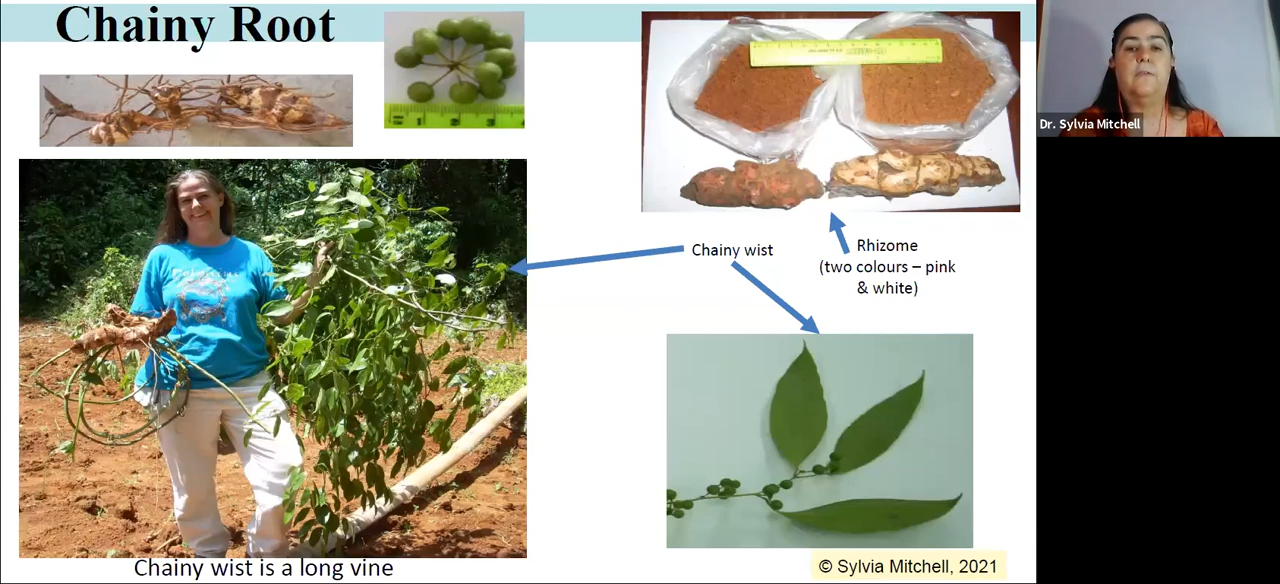 Chainy Root
Dr. Sylvia Mitchell
Chainy wist
Rhizome
(two colours – pink
& white)
Chainy wist is a long vine
© Sylvia Mitchell, 2021